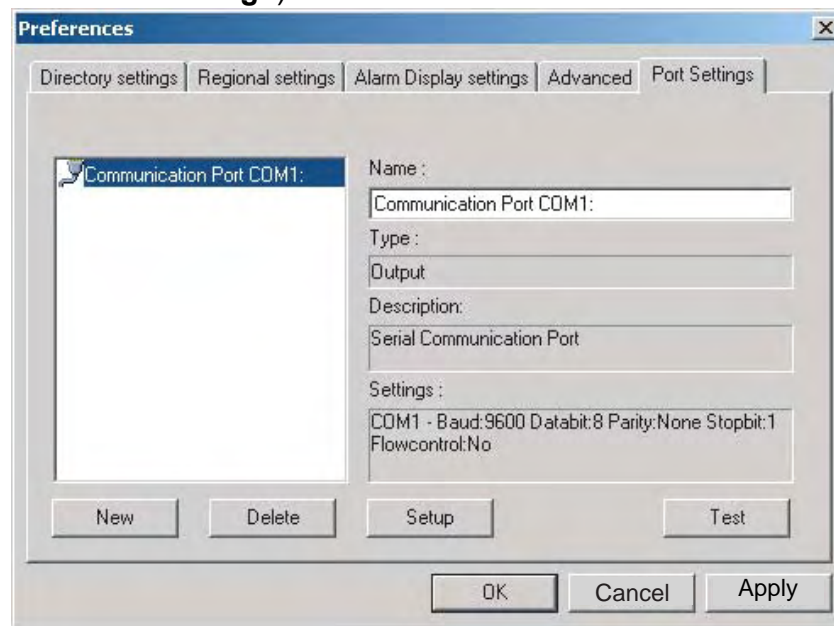 Preferences
Directory settings Regional settings Alarm Display settings Advanced Port Settings
Communication Port COM1:
Name :
Communication Port COM1:
Type :
Output
Description:
Serial Communication Port
Settings :
COM1 - Baud:9600 Databit:8 Parity:None Stopbit:1
Flowcontrol:No
New Delete Setup Test
OK Cancel Apply